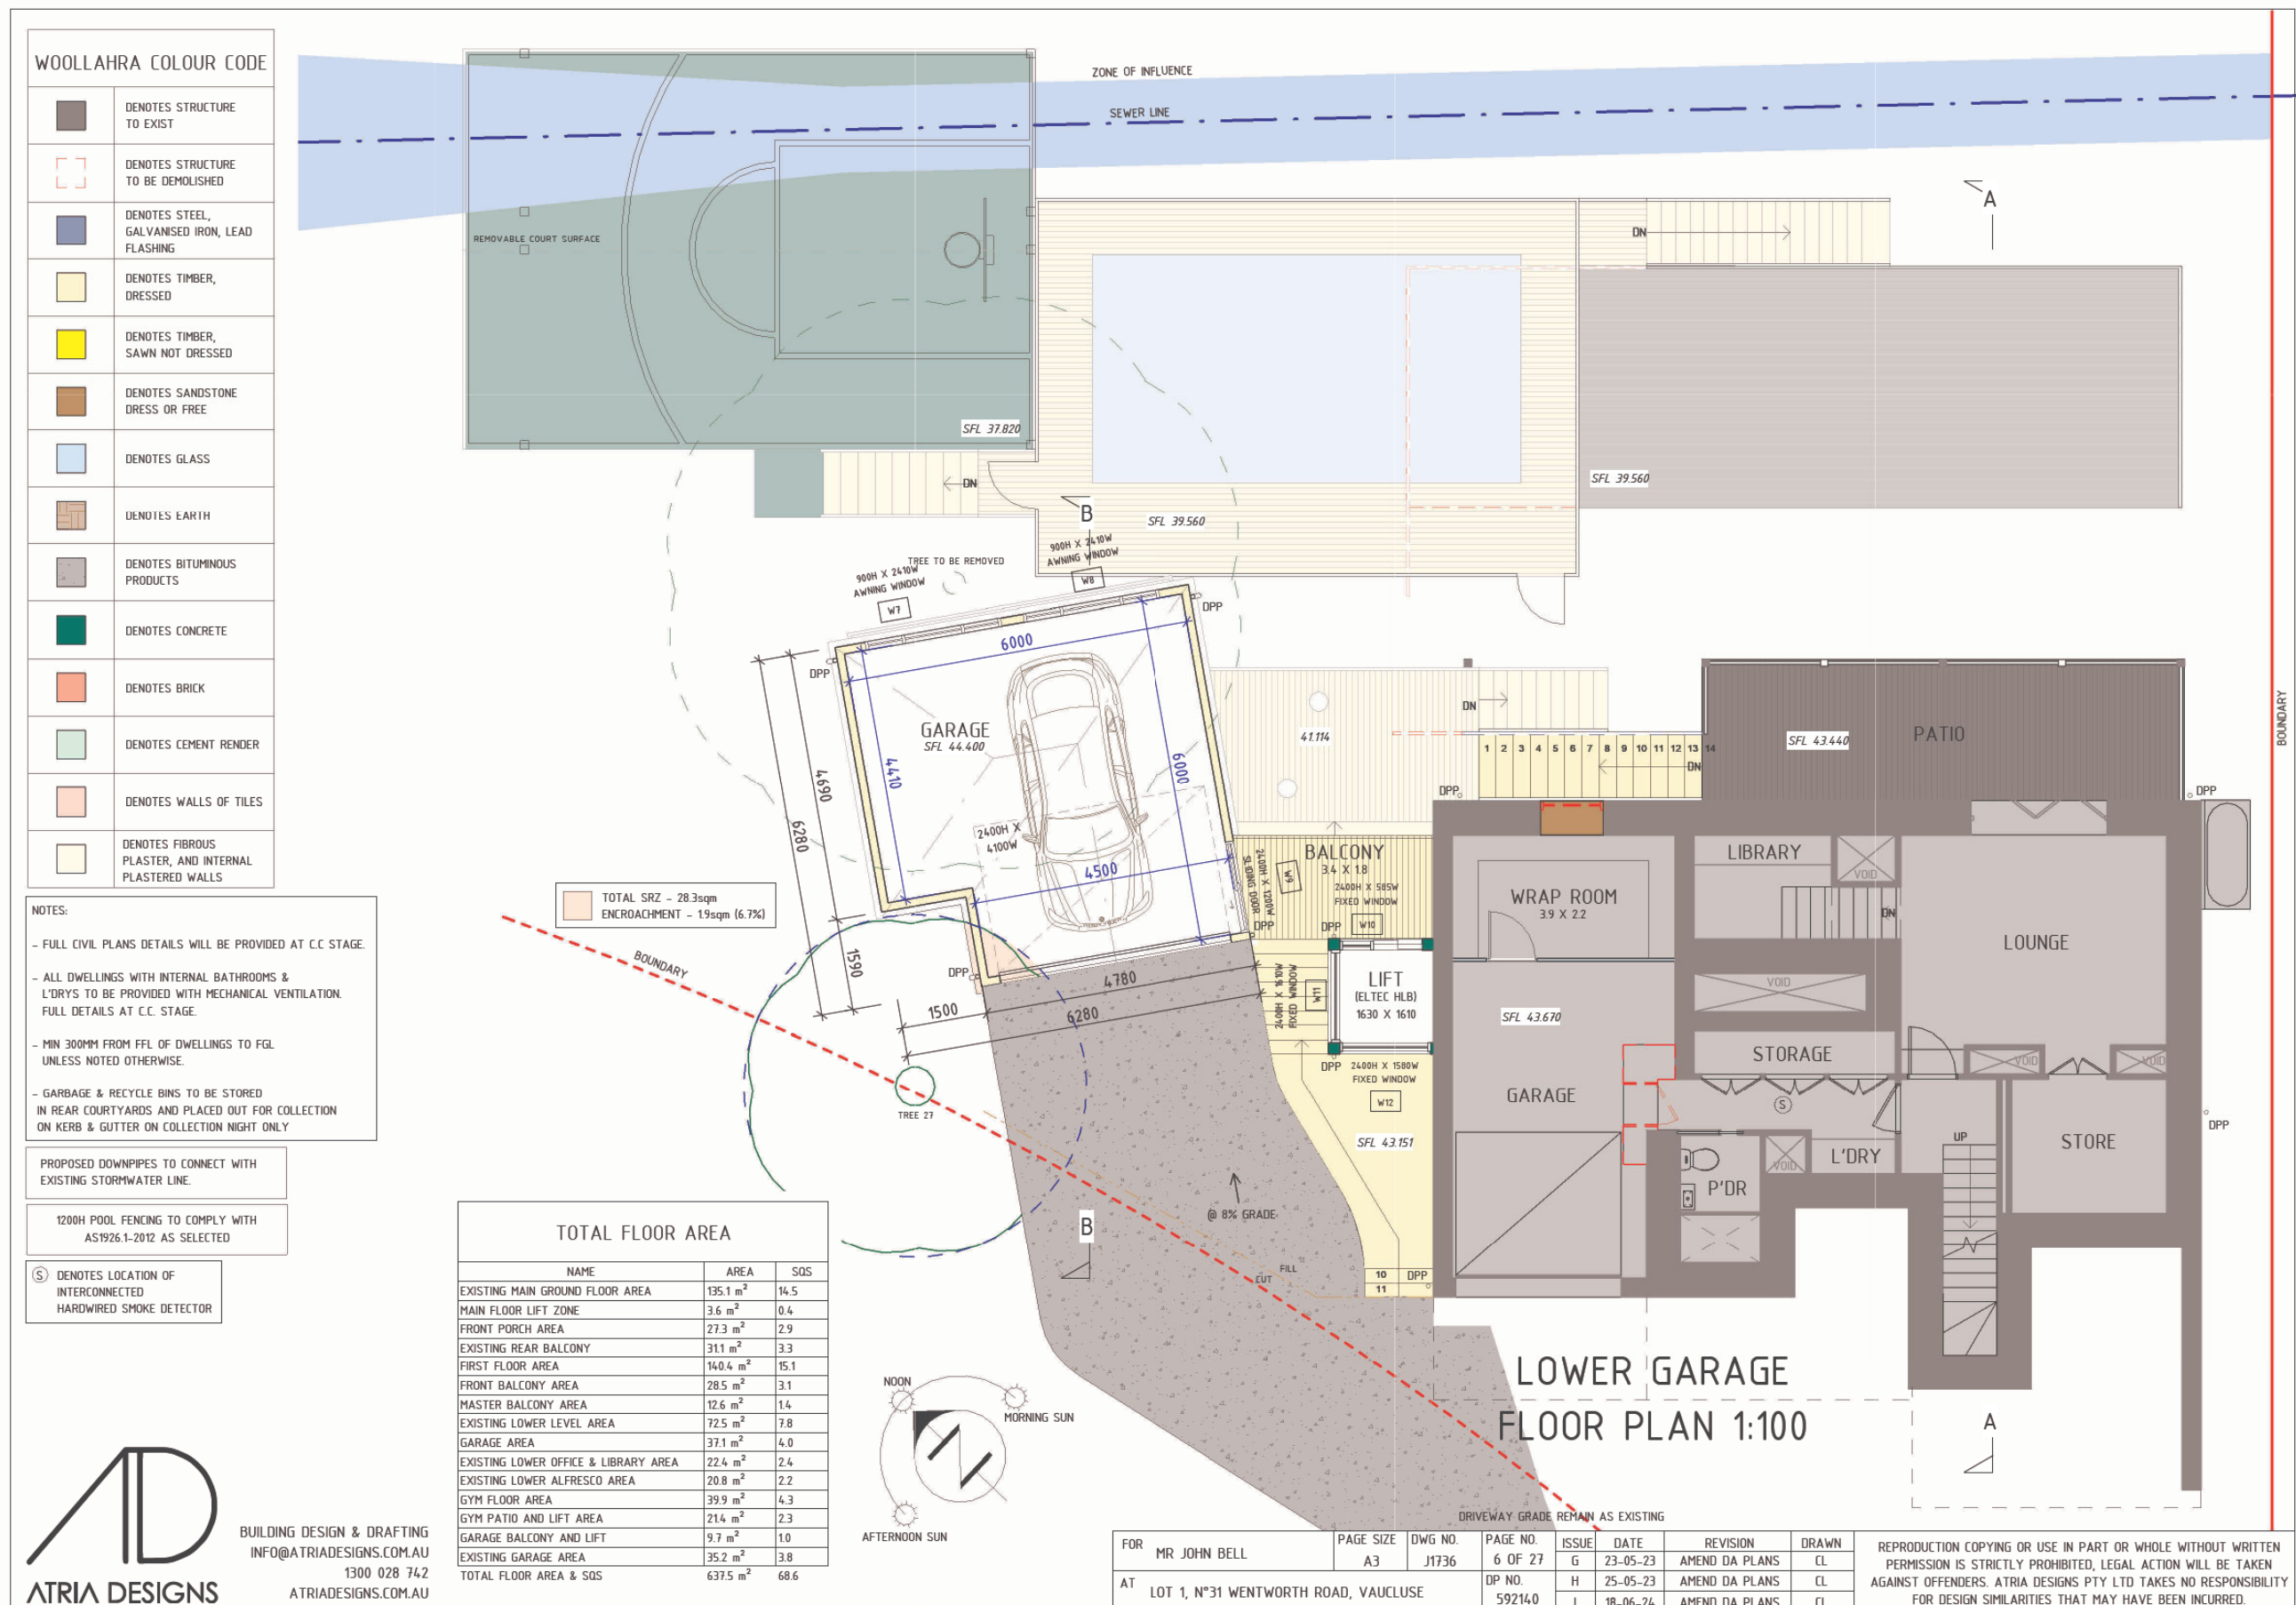 WOOLLAHRA COLOUR CODE
DENOTES STRUCTURE
TO EXIST
DENOTES STRUCTURE
TO BE DEMOLISHED
DENOTES STEEL,
GALVANISED IRON, LEAD
FLASHING
DENOTES TIMBER,
DRESSED
DENOTES TIMBER,
SAWN NOT DRESSED
DENOTES SANDSTONE
DRESS OR FREE
DENOTES GLASS
DENOTES EARTH
DENOTES BITUMINOUS
PRODUCTS
DENOTES CONCRETE
DENOTES BRICK
DENOTES CEMENT RENDER
DENOTES WALLS OF TILES
DENOTES FIBROUS
PLASTER, AND INTERNAL
PLASTERED WALLS
NOTES:
- FULL CIVIL PLANS DETAILS WILL BE PROVIDED AT C.C STAGE.
- ALL DWELLINGS WITH INTERNAL BATHROOMS &
L'DRYS TO BE PROVIDED WITH MECHANICAL VENTILATION.
FULL DETAILS AT C.C. STAGE.
- MIN 300MM FROM FFL OF DWELLINGS TO FGL
UNLESS NOTED OTHERWISE.
- GARBAGE & RECYCLE BINS TO BE STORED
IN REAR COURTYARDS AND PLACED OUT FOR COLLECTION
ON KERB & GUTTER ON COLLECTION NIGHT ONLY
PROPOSED DOWNPIPES TO CONNECT WITH
EXISTING STORMWATER LINE.
1200H POOL FENCING TO COMPLY WITH
AS1926.1-2012 AS SELECTED
S DENOTES LOCATION OF
INTERCONNECTED
HARDWIRED SMOKE DETECTOR
ZONE OF INFLUENCE
SEWER LINE
REMOVABLE COURT SURFACE
SFL 37.820
DN
DN
A
SFL 39.560
SFL 39.560
B
TREE TO BE REMOVED
900H X 2410W
AWNING WINDOW
W7
900H X 2410W
AWNING WINDOW
W8
DPP
DPP
6000
GARAGE
SFL 44.400
4410
6000
4690
6280
1590
2400H X
4100W
4500
2400H X 1200W
SLIDING DOOR
W9
DPP
DPP
4780
1500
6280
TOTAL SRZ - 28.3sqm
ENCROACHMENT - 1.9sqm (6.7%)
BOUNDARY
TREE 27
41.114
DN
1 2 3 4 5 6 7 8 9 10 11 12 13 14
DN
SFL 43.440
PATIO
BOUNDARY
DPP
DPP
BALCONY
3.4 X 1.8
2400H X 585W
FIXED WINDOW
DPP
W10
LIFT
(ELTEC HLB)
1630 X 1610
2400H X 1610W
FIXED WINDOW
W11
DPP
2400H X 1580W
FIXED WINDOW
W12
SFL 43.151
WRAP ROOM
3.9 X 2.2
LIBRARY
VOID
DN
LOUNGE
VOID
SFL 43.670
STORAGE
VOID
VOID
GARAGE
S
UP
STORE
DPP
P'DR
VOID
L'DRY
@ 8% GRADE
B
FILL
CUT
10
DPP
11
LOWER GARAGE
FLOOR PLAN 1:100
A
DRIVEWAY GRADE REMAIN AS EXISTING
NOON
MORNING SUN
AFTERNOON SUN
TOTAL FLOOR AREA
NAME AREA SQS
EXISTING MAIN GROUND FLOOR AREA 135.1 m² 14.5
MAIN FLOOR LIFT ZONE 3.6 m² 0.4
FRONT PORCH AREA 27.3 m² 2.9
EXISTING REAR BALCONY 31.1 m² 3.3
FIRST FLOOR AREA 140.4 m² 15.1
FRONT BALCONY AREA 28.5 m² 3.1
MASTER BALCONY AREA 12.6 m² 1.4
EXISTING LOWER LEVEL AREA 72.5 m² 7.8
GARAGE AREA 37.1 m² 4.0
EXISTING LOWER OFFICE & LIBRARY AREA 22.4 m² 2.4
EXISTING LOWER ALFRESCO AREA 20.8 m² 2.2
GYM FLOOR AREA 39.9 m² 4.3
GYM PATIO AND LIFT AREA 21.4 m² 2.3
GARAGE BALCONY AND LIFT 9.7 m² 1.0
EXISTING GARAGE AREA 35.2 m² 3.8
TOTAL FLOOR AREA & SQS 637.5 m² 68.6
AD
ATRIA DESIGNS
BUILDING DESIGN & DRAFTING
INFO@ATRIADESIGNS.COM.AU
1300 028 742
ATRIADESIGNS.COM.AU
FOR MR JOHN BELL
PAGE SIZE
A3
DWG NO.
J1736
PAGE NO.
6 OF 27
AT LOT 1, N°31 WENTWORTH ROAD, VAUCLUSE
DP NO.
592140
ISSUE DATE REVISION DRAWN
G 23-05-23 AMEND DA PLANS CL
H 25-05-23 AMEND DA PLANS CL
18-06-24 AMEND DA PLANS CL
REPRODUCTION COPYING OR USE IN PART OR WHOLE WITHOUT WRITTEN
PERMISSION IS STRICTLY PROHIBITED, LEGAL ACTION WILL BE TAKEN
AGAINST OFFENDERS. ATRIA DESIGNS PTY LTD TAKES NO RESPONSIBILITY
FOR DESIGN SIMILARITIES THAT MAY HAVE BEEN INCURRED.